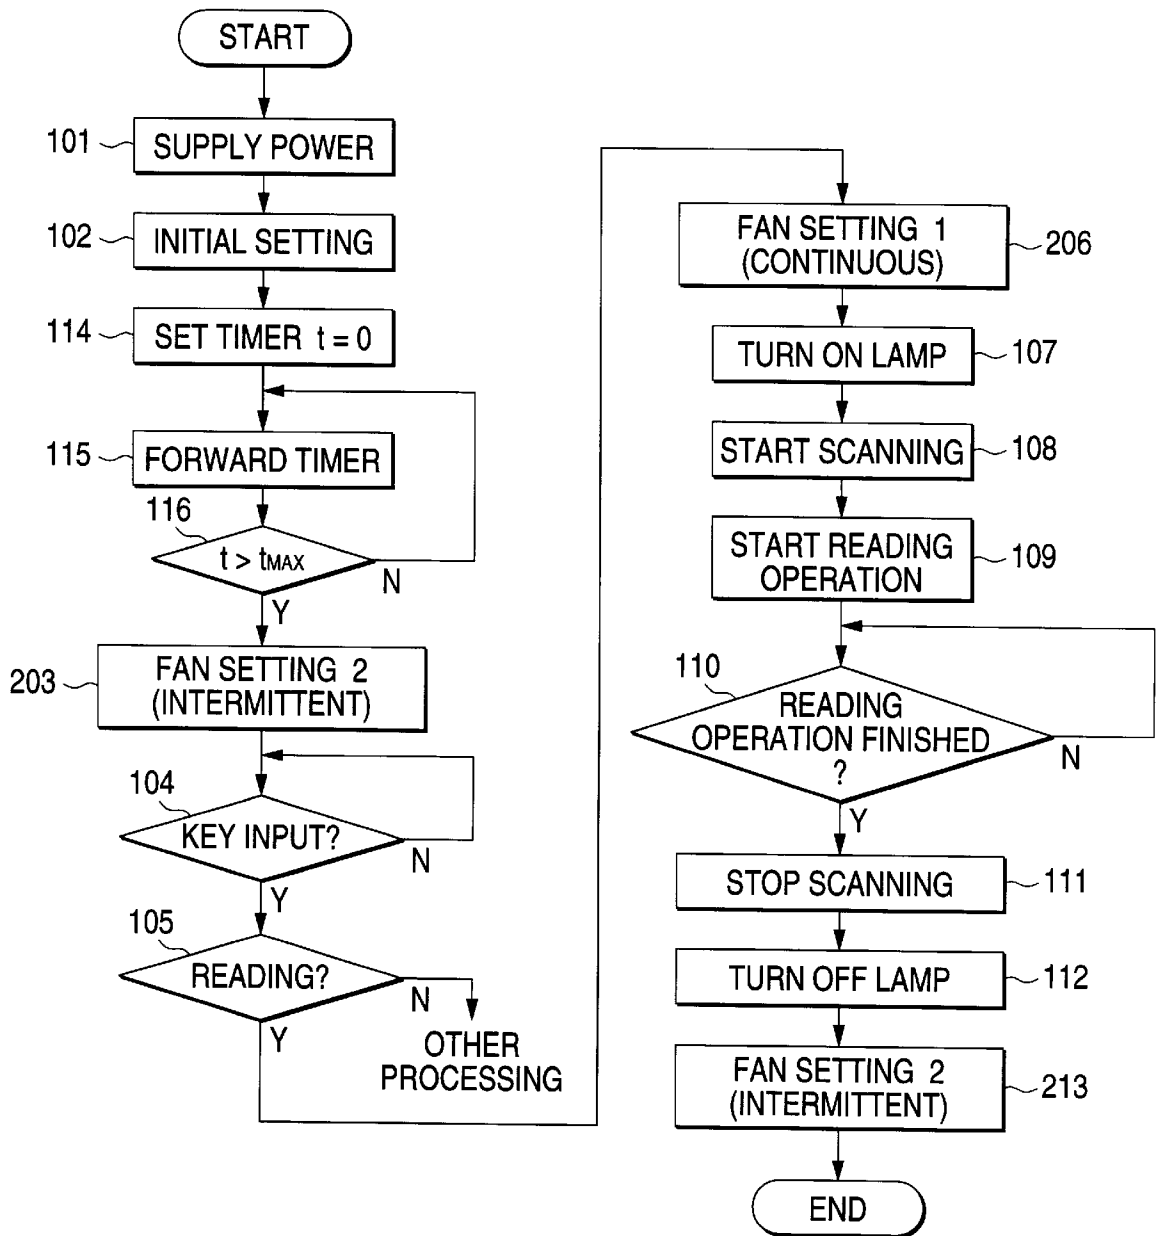 START
101
SUPPLY POWER
102
INITIAL SETTING
114
SET TIMER t = 0
115
FORWARD TIMER
116
t > tMAX
N
Y
203
FAN SETTING 2
(INTERMITTENT)
104
KEY INPUT?
N
Y
105
READING?
N
Y
OTHER
PROCESSING
FAN SETTING 1
(CONTINUOUS)
206
TURN ON LAMP
107
START SCANNING
108
START READING
OPERATION
109
110
READING
OPERATION FINISHED
?
N
Y
STOP SCANNING
111
TURN OFF LAMP
112
FAN SETTING 2
(INTERMITTENT)
213
END